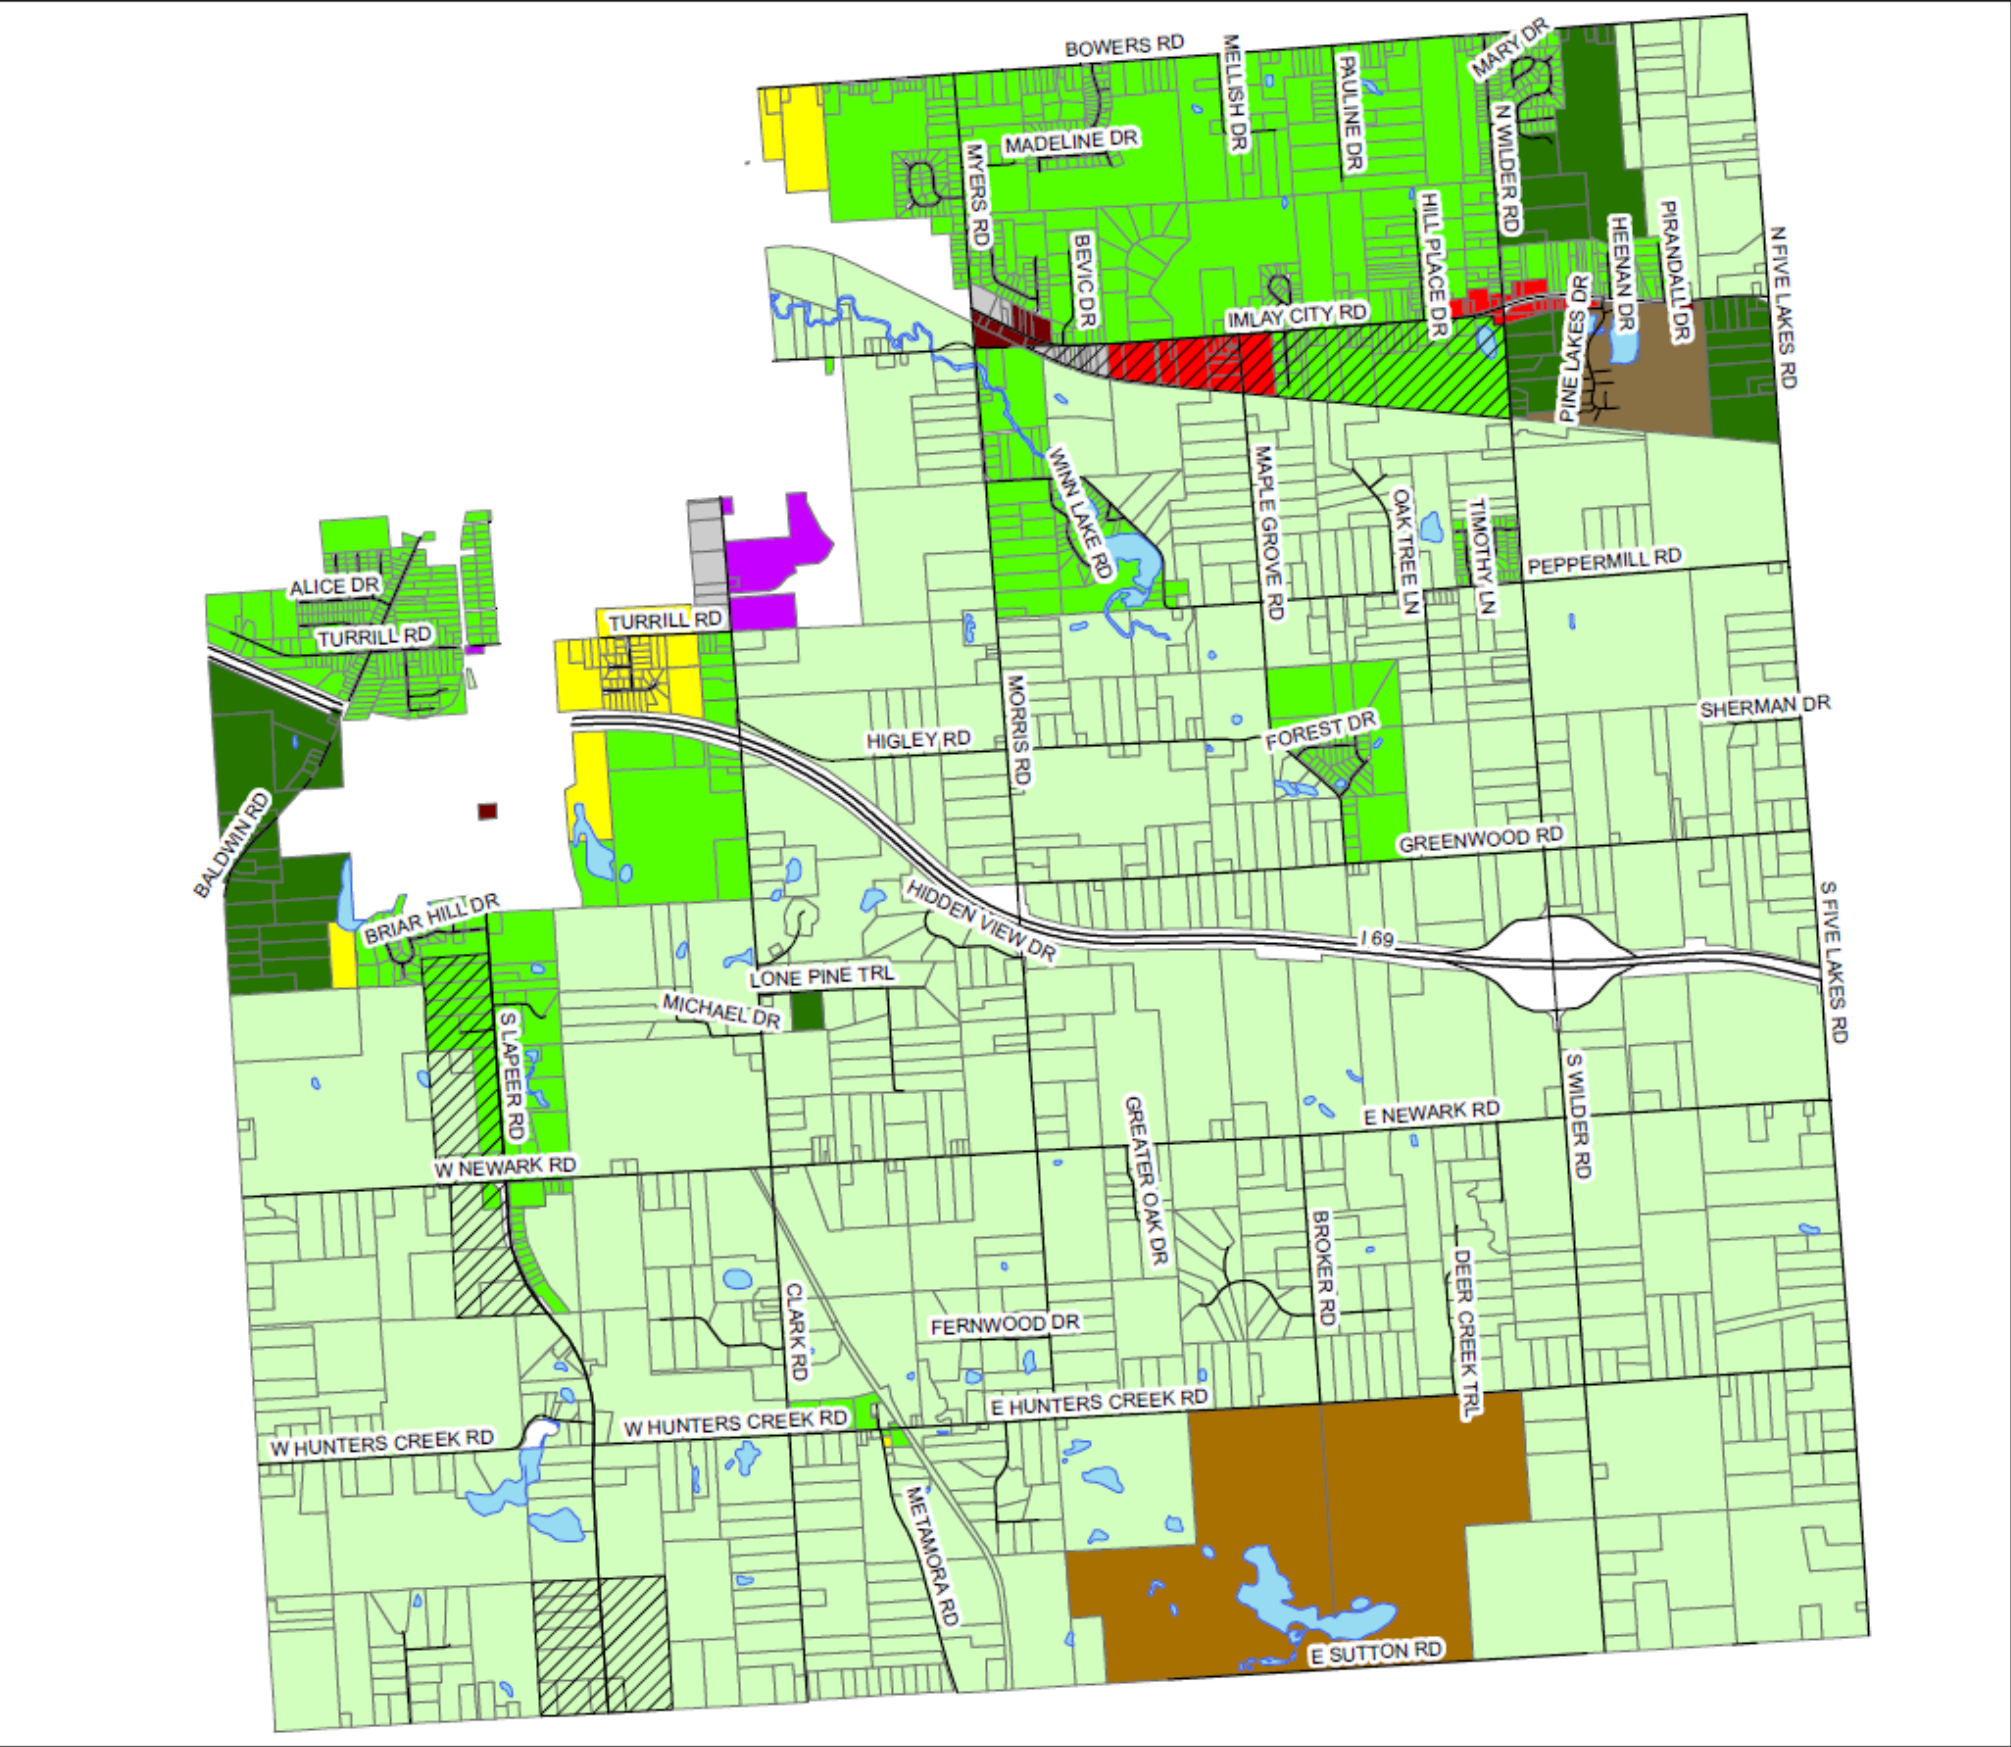 BOWERS RD
MELLISH DR
PAULINE DR
MARY DR
MADELINE DR
MYERS RD
N WILDER RD
BEVIC DR
HILL PLACE DR
HEENAN DR
PIRANDALL DR
N FIVE LAKES RD
IMLAY CITY RD
PINE LAKES DR
WINN LAKE RD
MAPLE GROVE RD
OAK TREE LN
TIMOTHY LN
PEPPERMILL RD
ALICE DR
TURRILL RD
TURRILL RD
MORRIS RD
HIGLEY RD
FOREST DR
SHERMAN DR
BALDWIN RD
GREENWOOD RD
BRIAR HILL DR
HIDDEN VIEW DR
I 69
S FIVE LAKES RD
LONE PINE TRL
MICHAEL DR
S LAPEER RD
S WILDER RD
GREATER OAK DR
E NEWARK RD
W NEWARK RD
BROKER RD
DEER CREEK TRL
CLARK RD
FERNWOOD DR
E HUNTERS CREEK RD
W HUNTERS CREEK RD
W HUNTERS CREEK RD
METAMORA RD
E SUTTON RD